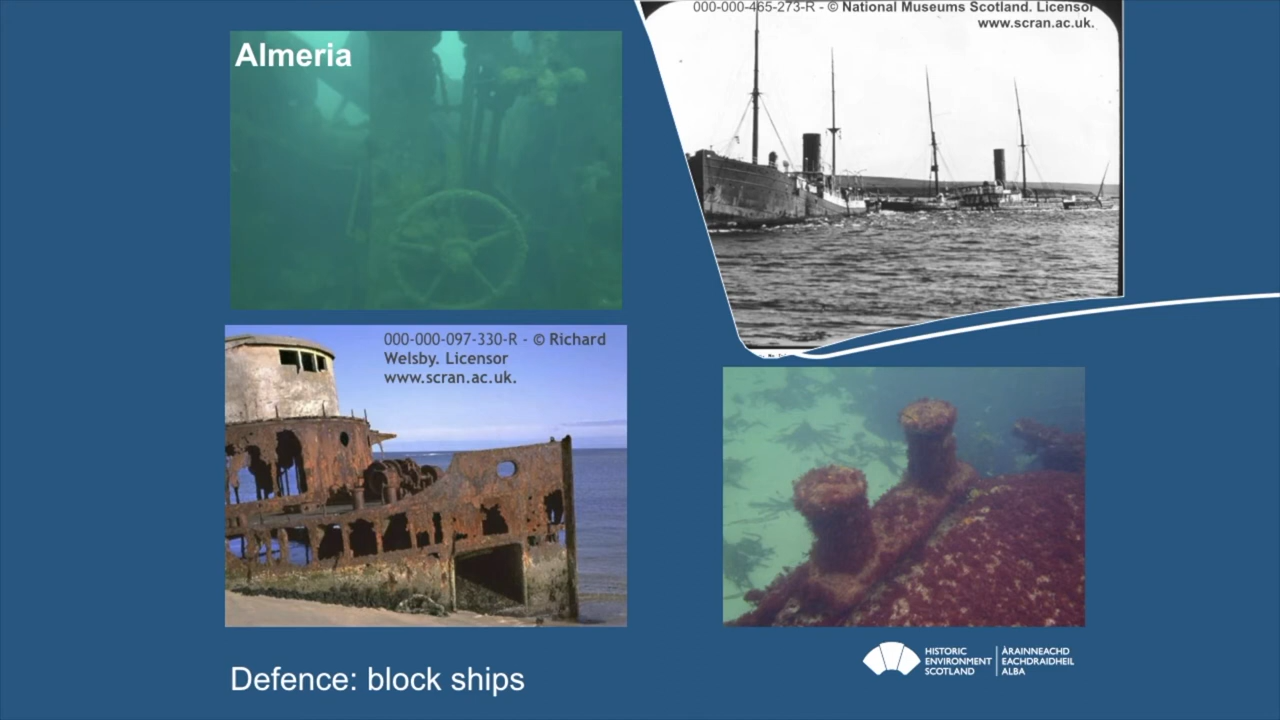 Almeria
000-000-465-273-R - © National Museums Scotland. Licensor
www.scran.ac.uk.
000-000-097-330-R - © Richard
Welsby. Licensor
www.scran.ac.uk.
Defence: block ships
HISTORIC
ENVIRONMENT
SCOTLAND
ÀRAINNEACHD
EACHDRAIDHEIL
ALBA